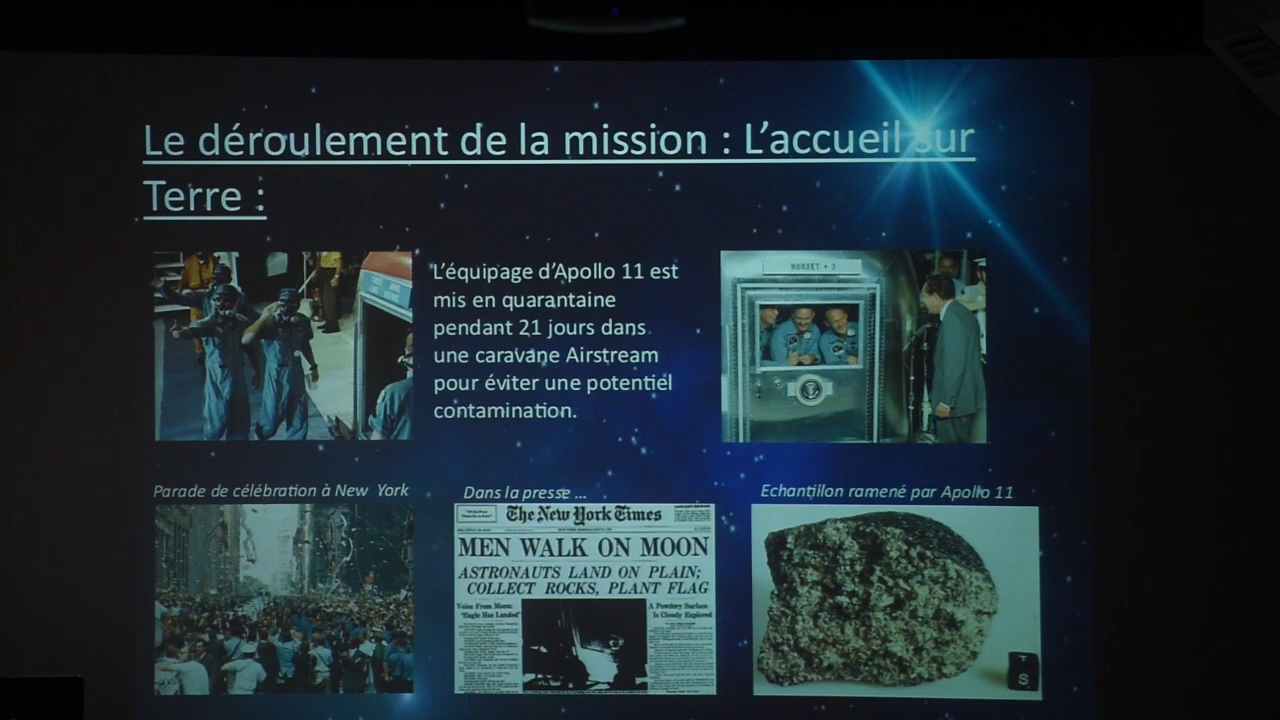 Le déroulement de la mission : L'accueil sur
Terre :
L'équipage d'Apollo 11 est
mis en quarantaine
pendant 21 jours dans
une caravane Airstream
pour éviter une potentiel
contamination.
HORNET + 3
Parade de célébration à New York
Dans la presse ...
Echantillon ramené par Apollo 11
The New York Times
MEN WALK ON MOON
ASTRONAUTS LAND ON PLAIN;
COLLECT ROCKS, PLANT FLAG
Voice From Moon:
'Eagle Has Landed'
A Powdery Surface
Is Closely Explored
T
S